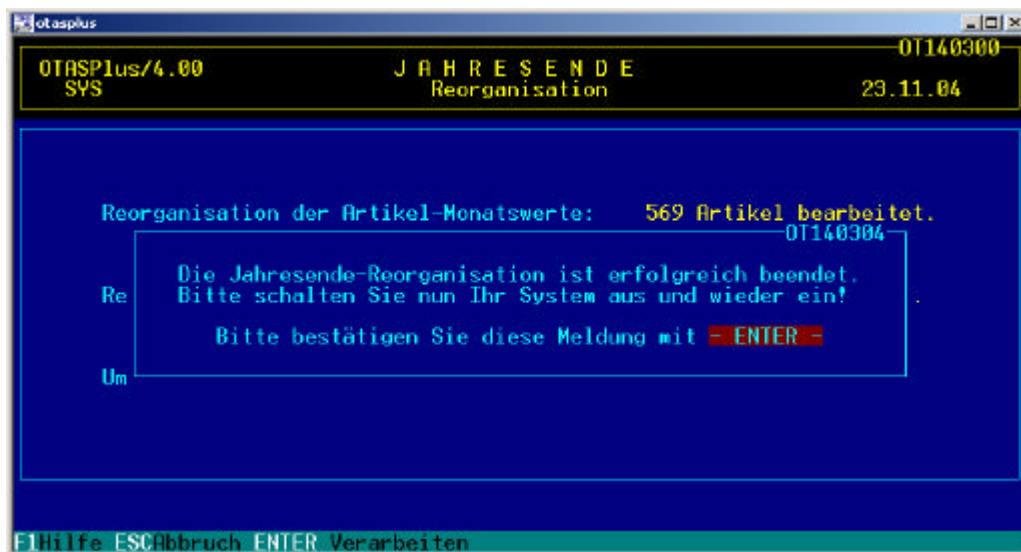 otasplus
OT140300
OTASPlus/4.00 J A H R E S E N D E
SYS Reorganisation 29.11.04
Reorganisation der Artikel-Monatswerte: 569 Artikel bearbeitet.
OT140304
Die Jahresende-Reorganisation ist erfolgreich beendet.
Re Bitte schalten Sie nun Ihr System aus und wieder ein! .
Bitte bestätigen Sie diese Meldung mit - ENTER -
Um
F1Hilfe ESCAbbruch ENTER Verarbeiten